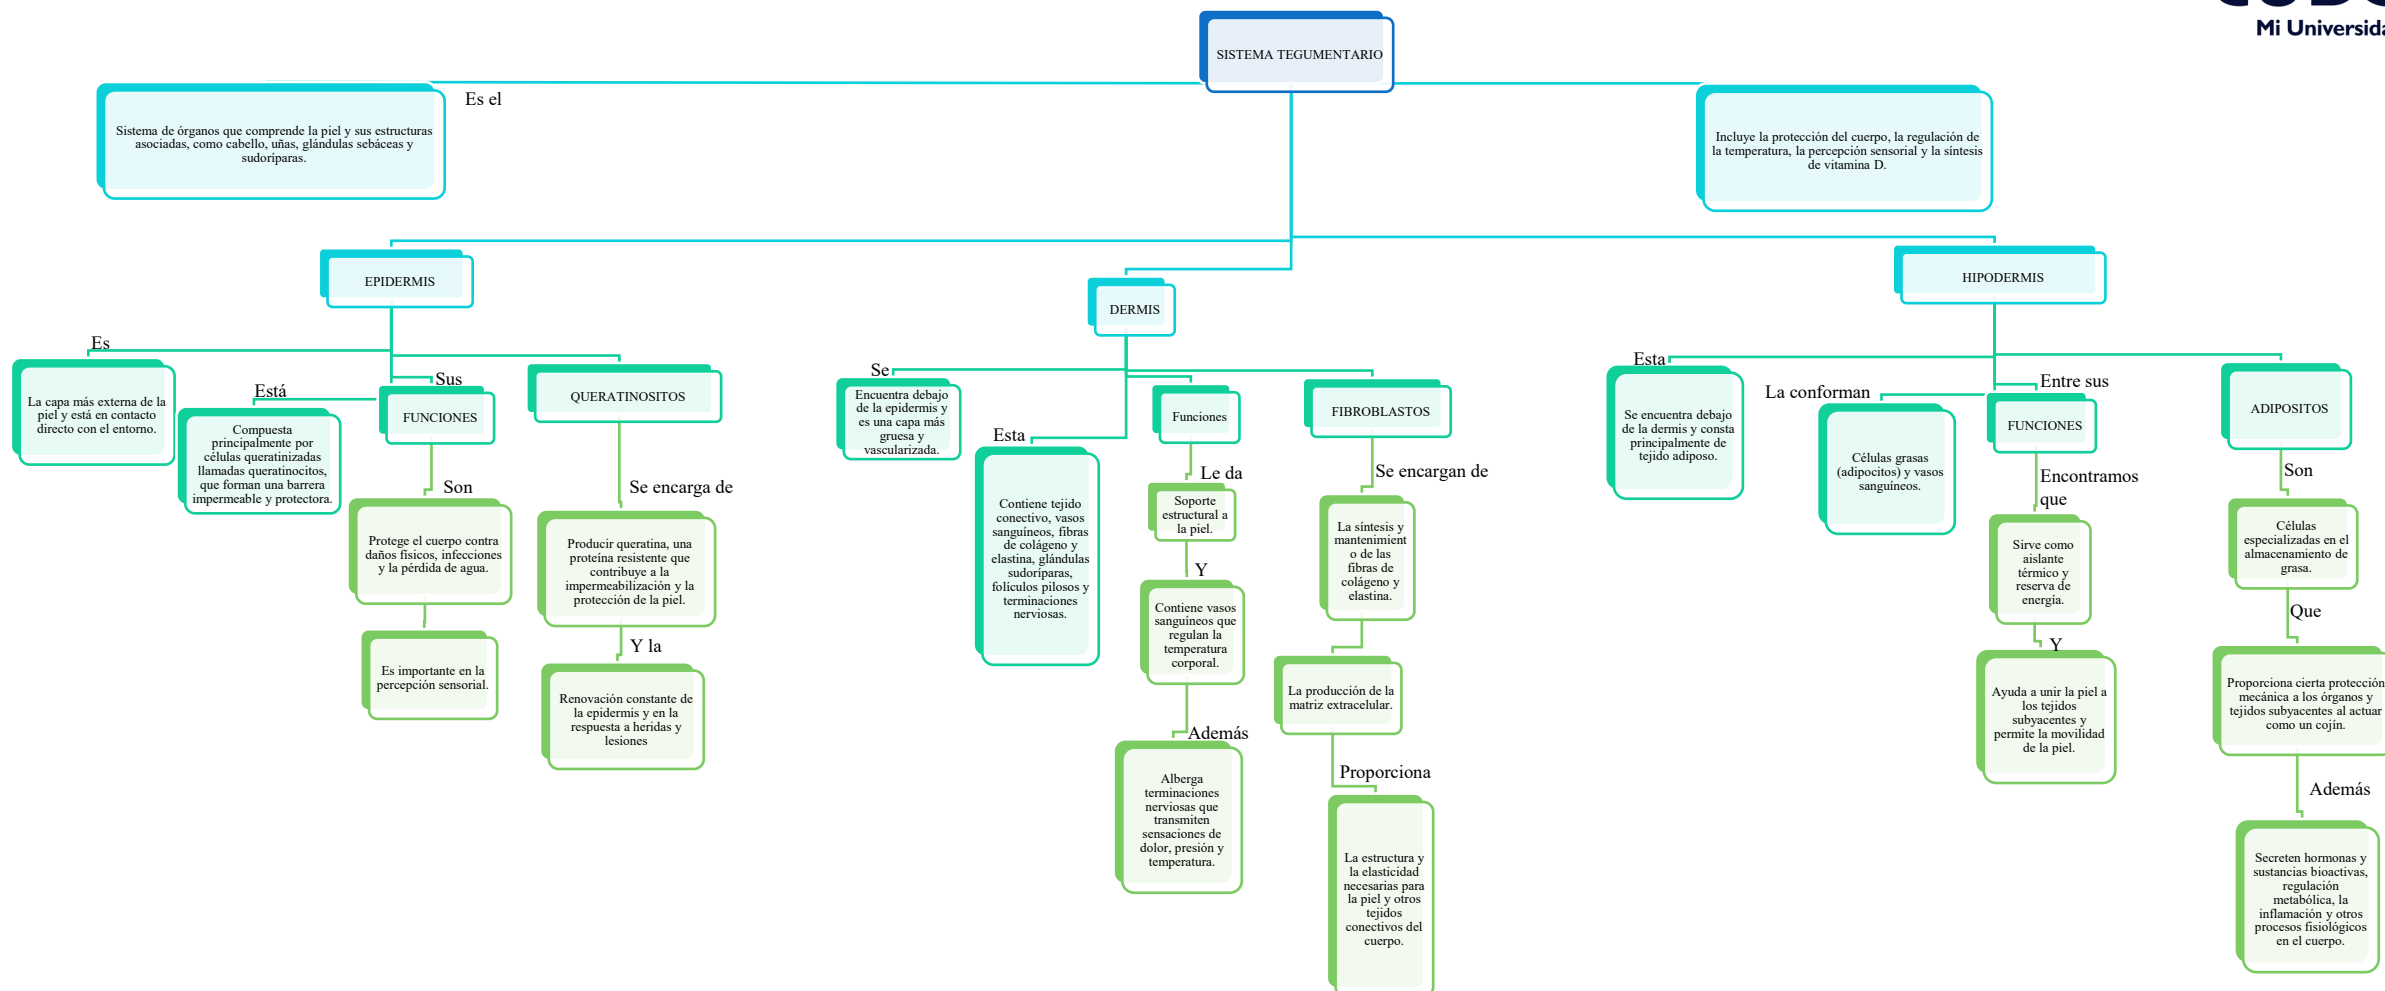 Mi Universida
SISTEMA TEGUMENTARIO
Es el
Sistema de órganos que comprende la piel y sus estructuras
asociadas, como cabello, uñas, glándulas sebáceas y
sudoríparas.
Incluye la protección del cuerpo, la regulación de
la temperatura, la percepción sensorial y la síntesis
de vitamina D.
EPIDERMIS
Es
La capa más externa de la
piel y está en contacto
directo con el entorno.
Está
Compuesta
principalmente por
células queratinizadas
llamadas queratinocitos,
que forman una barrera
impermeable y protectora.
Sus
FUNCIONES
Son
Protege el cuerpo contra
daños físicos, infecciones
y la pérdida de agua.
Es importante en la
percepción sensorial.
QUERATINOSITOS
Se encarga de
Producir queratina, una
proteína resistente que
contribuye a la
impermeabilización y la
protección de la piel.
Y la
Renovación constante de
la epidermis y en la
respuesta a heridas y
lesiones
DERMIS
Se
Encuentra debajo
de la epidermis y
es una capa más
gruesa y
vascularizada.
Esta
Contiene tejido
conectivo, vasos
sanguíneos, fibras
de colágeno y
elastina, glándulas
sudoríparas,
folículos pilosos y
terminaciones
nerviosas.
Funciones
Le da
Soporte
estructural a
la piel.
Y
Contiene vasos
sanguíneos que
regulan la
temperatura
corporal.
Además
Alberga
terminaciones
nerviosas que
transmiten
sensaciones de
dolor, presión y
temperatura.
FIBROBLASTOS
Se encargan de
La síntesis y
mantenimient
o de las
fibras de
colágeno y
elastina.
La producción de la
matriz extracelular.
Proporciona
La estructura y
la elasticidad
necesarias para
la piel y otros
tejidos
conectivos del
cuerpo.
HIPODERMIS
Esta
Se encuentra debajo
de la dermis y consta
principalmente de
tejido adiposo.
La conforman
Células grasas
(adipocitos) y vasos
sanguíneos.
Entre sus
FUNCIONES
Encontramos
que
Sirve como
aislante
térmico y
reserva de
energía.
Y
Ayuda a unir la piel a
los tejidos
subyacentes y
permite la movilidad
de la piel.
ADIPOSITOS
Son
Células
especializadas en el
almacenamiento de
grasa.
Que
Proporciona cierta protección
mecánica a los órganos y
tejidos subyacentes al actuar
como un cojín.
Además
Secreten hormonas y
sustancias bioactivas,
regulación
metabólica, la
inflamación y otros
procesos fisiológicos
en el cuerpo.